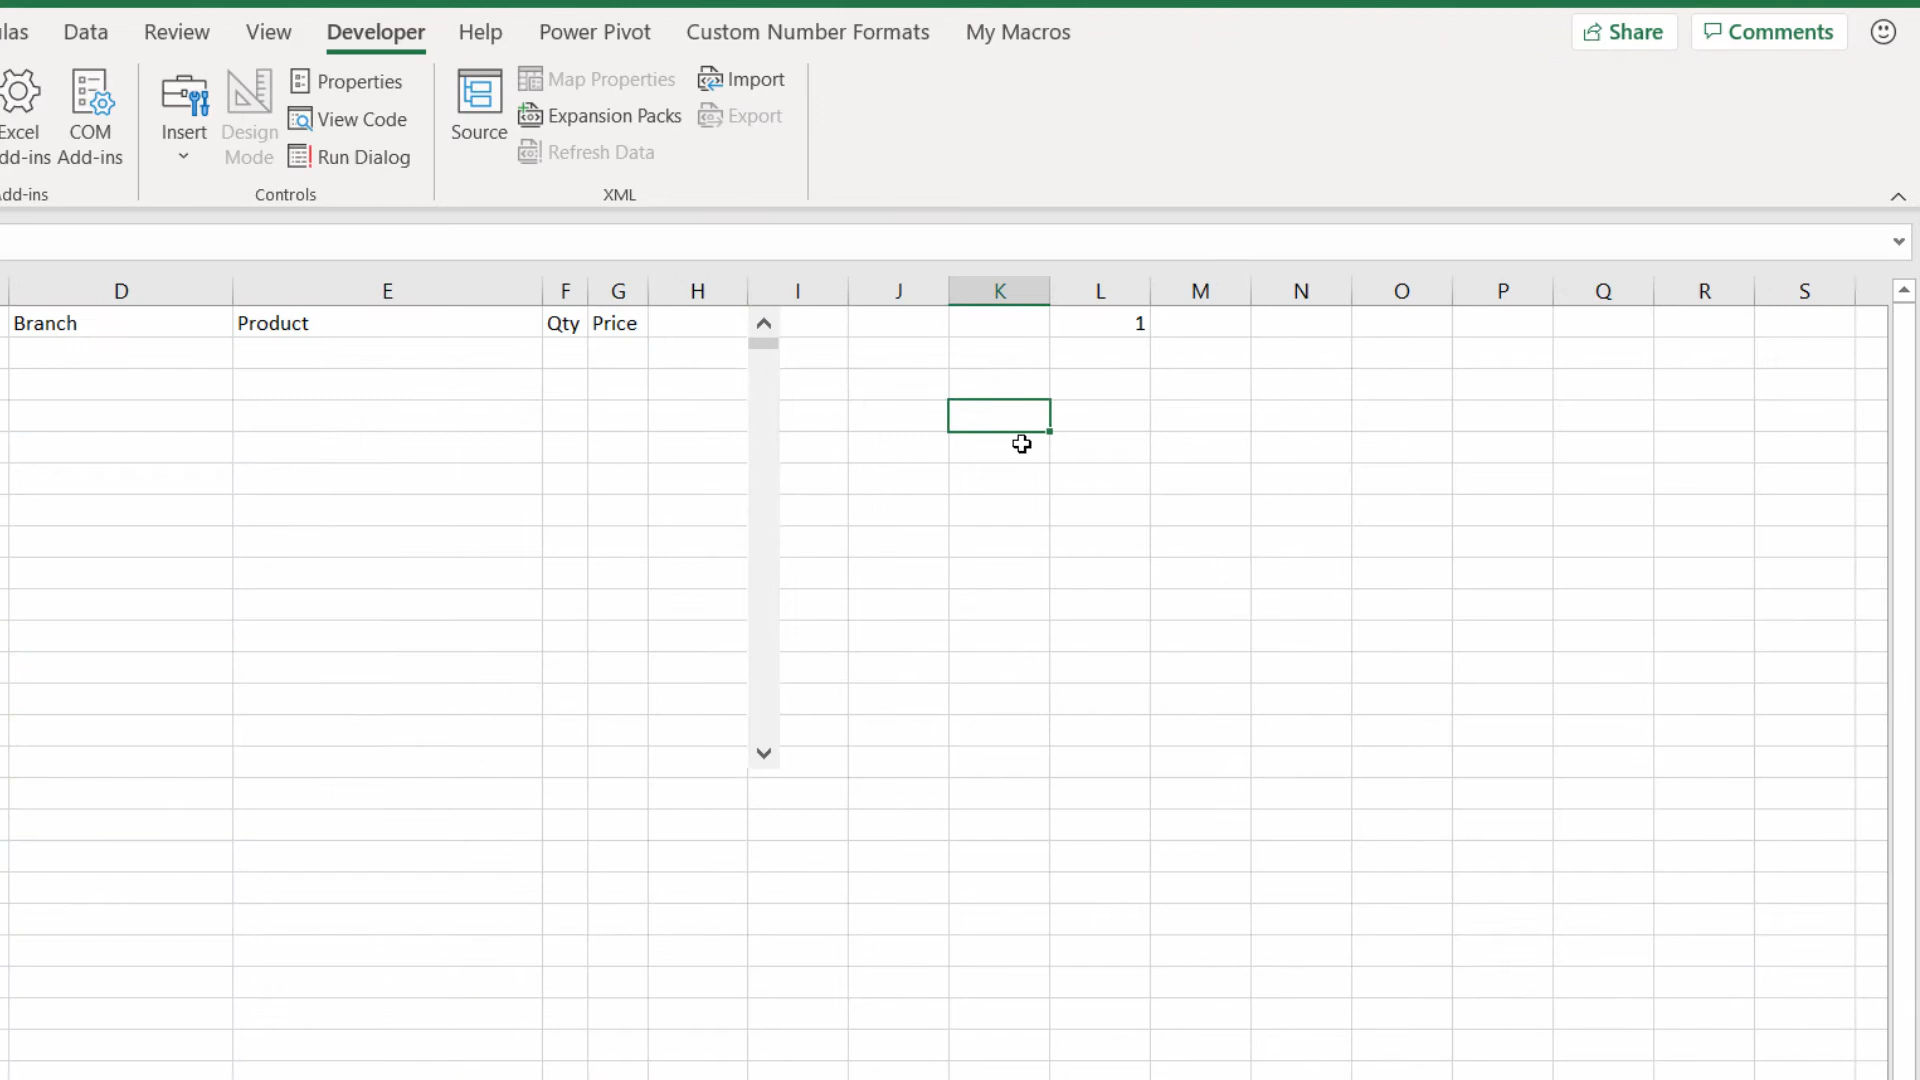 las Data Review View Developer Help Power Pivot Custom Number Formats My Macros Share Comments
Properties Map Properties Import
View Code Expansion Packs Export
Excel COM Insert Design Source
dd-ins Add-ins Mode Run Dialog Refresh Data
dd-ins Controls XML
D E F G H I J K L M N O P Q R S
Branch Product Qty Price 1